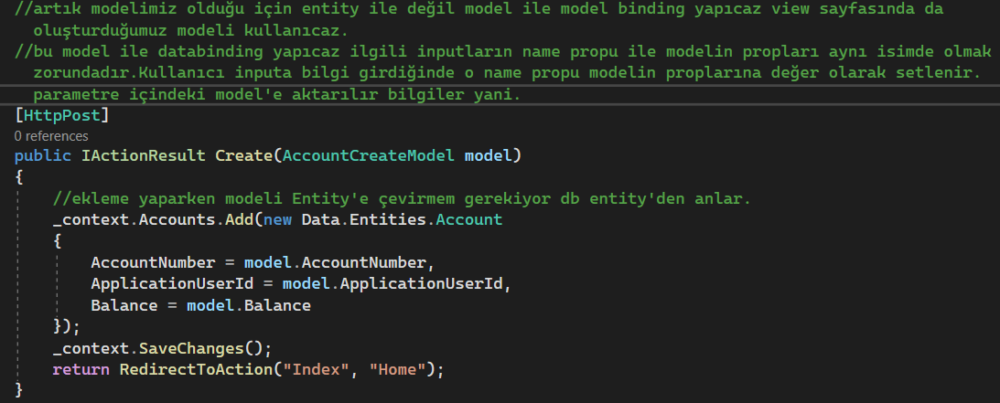 //artık modelimiz olduğu için entity ile değil model ile model binding yapıcaz view sayfasında da
oluşturduğumuz modeli kullanıcaz.
//bu model ile databinding yapıcaz ilgili inputların name propu ile modelin propları aynı isimde olmak
zorundadır.Kullanıcı inputa bilgi girdiğinde o name propu modelin proplarına değer olarak setlenir.
parametre içindeki model'e aktarılır bilgiler yani.
[HttpPost]
0 references
public IActionResult Create(AccountCreateModel model)
{
//ekleme yaparken modeli Entity'e çevirmem gerekiyor db entity'den anlar.
_context.Accounts.Add(new Data.Entities.Account
{
AccountNumber = model.AccountNumber,
ApplicationUserId = model.ApplicationUserId,
Balance = model.Balance
});
_context.SaveChanges();
return RedirectToAction("Index", "Home");
}